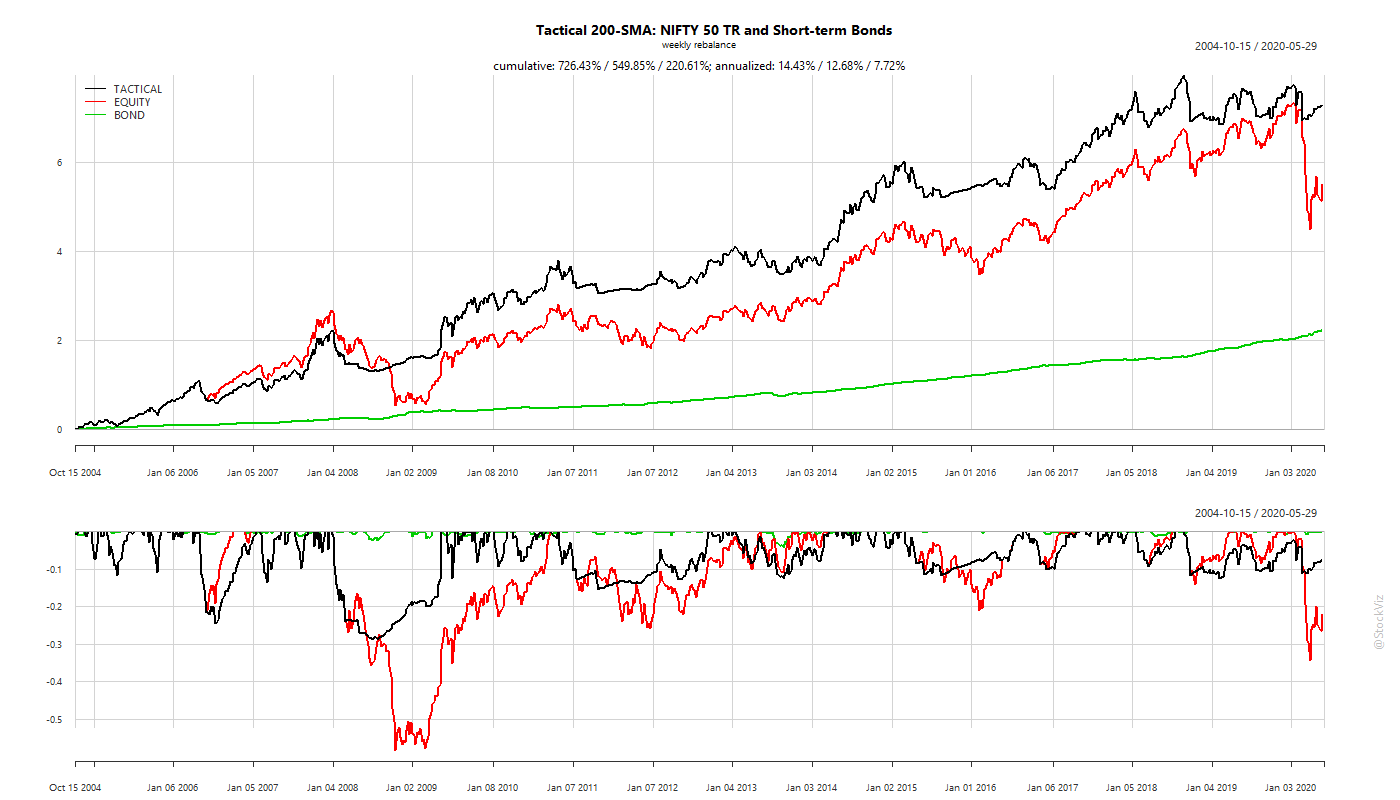 Tactical 200-SMA: NIFTY 50 TR and Short-term Bonds
weekly rebalance
2004-10-15 / 2020-05-29
cumulative: 726.43% / 549.85% / 220.61%; annualized: 14.43% / 12.68% / 7.72%
TACTICAL
EQUITY
BOND
6
4
2
0
Oct 15 2004 Jan 06 2006 Jan 05 2007 Jan 04 2008 Jan 02 2009 Jan 08 2010 Jan 07 2011 Jan 07 2012 Jan 04 2013 Jan 03 2014 Jan 02 2015 Jan 01 2016 Jan 06 2017 Jan 05 2018 Jan 04 2019 Jan 03 2020
2004-10-15 / 2020-05-29
-0.1
-0.2
-0.3
-0.4
-0.5
Oct 15 2004 Jan 06 2006 Jan 05 2007 Jan 04 2008 Jan 02 2009 Jan 08 2010 Jan 07 2011 Jan 07 2012 Jan 04 2013 Jan 03 2014 Jan 02 2015 Jan 01 2016 Jan 06 2017 Jan 05 2018 Jan 04 2019 Jan 03 2020
@StockViz